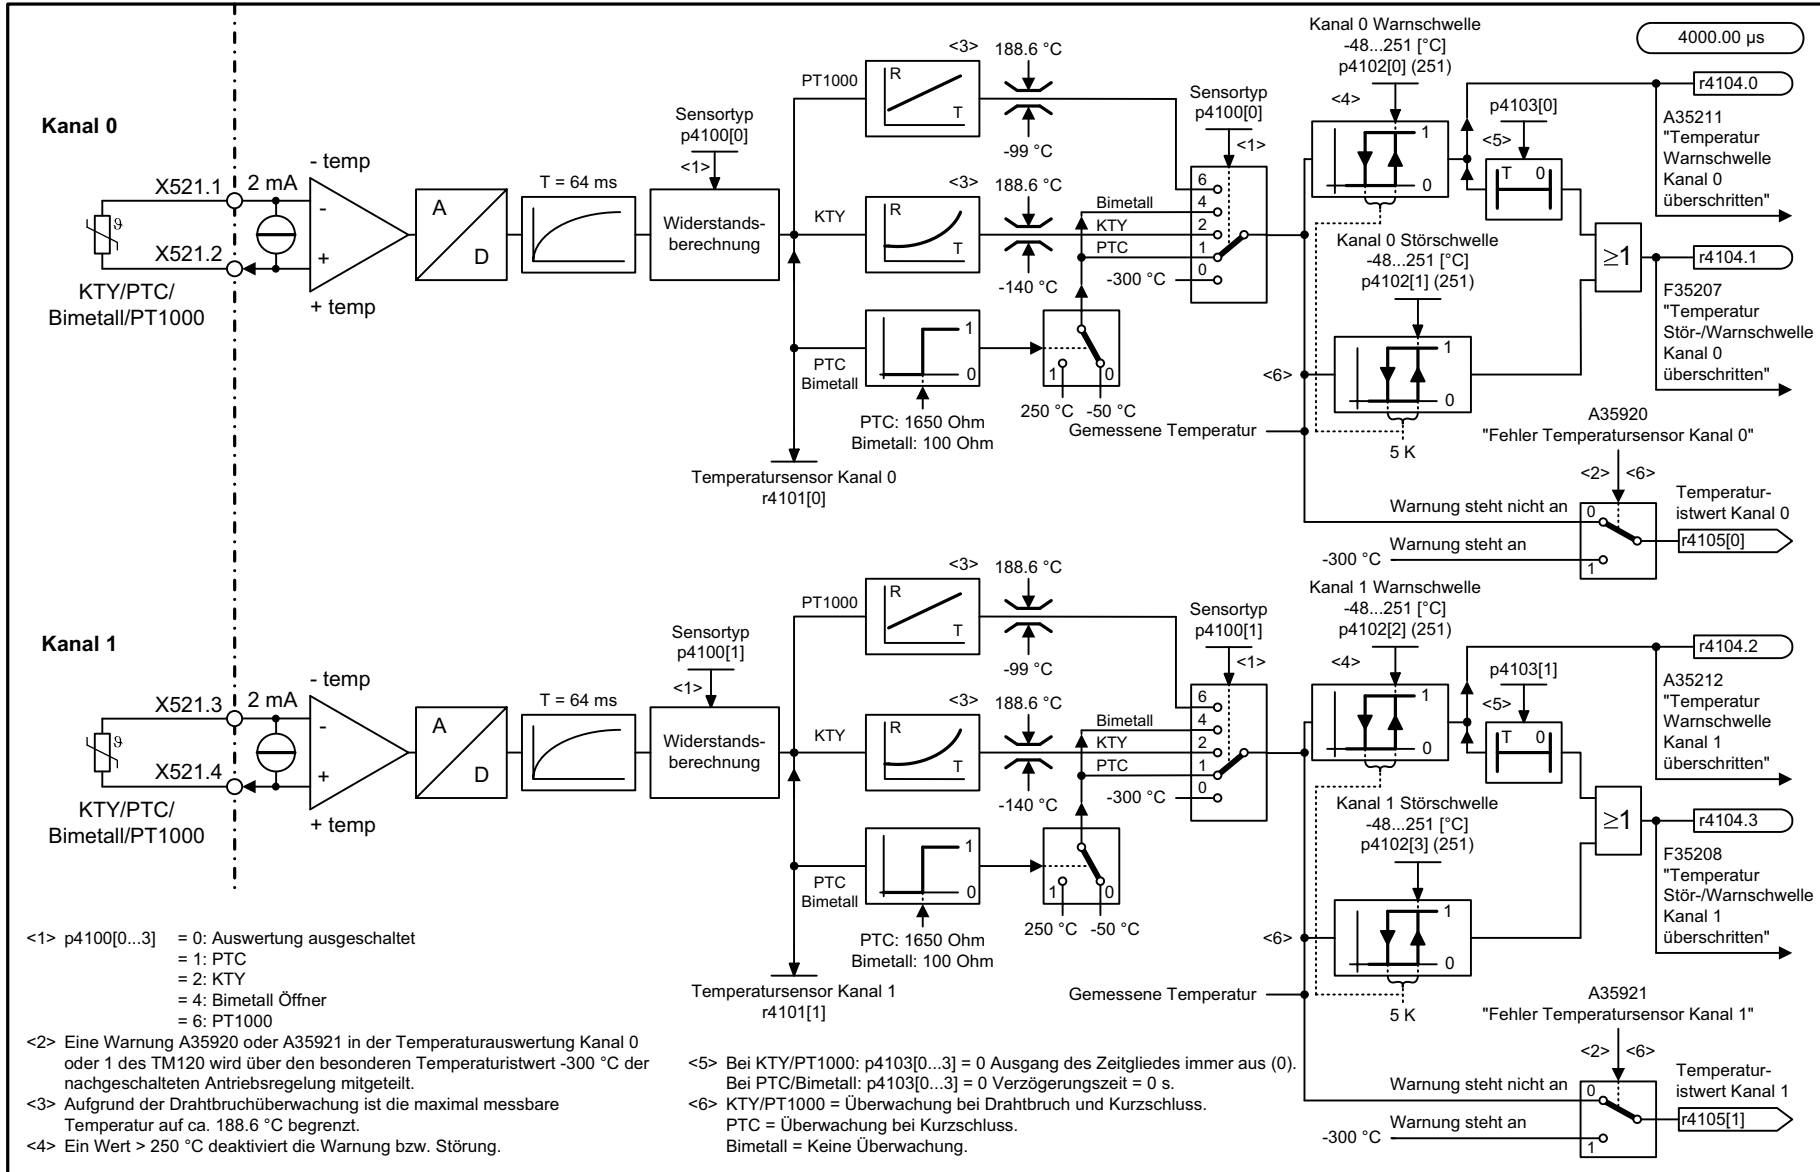 4000.00 µs
Kanal 0
X521.1
X521.2
2 mA
ϑ
KTY/PTC/
Bimetall/PT1000
- temp
-
+
+ temp
A
D
T = 64 ms
Sensortyp
p4100[0]
<1>
Widerstands-
berechnung
PT1000
R
T
<3>
188.6 °C
-99 °C
KTY
R
T
<3>
188.6 °C
-140 °C
PTC
Bimetall
1
0
PTC: 1650 Ohm
Bimetall: 100 Ohm
Temperatursensor Kanal 0
r4101[0]
1
0
250 °C
-50 °C
Bimetall
KTY
PTC
-300 °C
Sensortyp
p4100[0]
<1>
6
4
2
1
0
Gemessene Temperatur
Kanal 0 Warnschwelle
-48...251 [°C]
p4102[0] (251)
<4>
1
0
Kanal 0 Störschwelle
-48...251 [°C]
p4102[1] (251)
<6>
1
0
5 K
p4103[0]
<5>
T
0
≥1
r4104.0
A35211
"Temperatur
Warnschwelle
Kanal 0
überschritten"
r4104.1
F35207
"Temperatur
Stör-/Warnschwelle
Kanal 0
überschritten"
A35920
"Fehler Temperatursensor Kanal 0"
<2>
<6>
Warnung steht nicht an
0
-300 °C
Warnung steht an
1
Temperatur-
istwert Kanal 0
r4105[0]
Kanal 1
X521.3
X521.4
2 mA
ϑ
KTY/PTC/
Bimetall/PT1000
- temp
-
+
+ temp
A
D
T = 64 ms
Sensortyp
p4100[1]
<1>
Widerstands-
berechnung
PT1000
R
T
<3>
188.6 °C
-99 °C
KTY
R
T
<3>
188.6 °C
-140 °C
PTC
Bimetall
1
0
PTC: 1650 Ohm
Bimetall: 100 Ohm
Temperatursensor Kanal 1
r4101[1]
1
0
250 °C
-50 °C
Bimetall
KTY
PTC
-300 °C
Sensortyp
p4100[1]
<1>
6
4
2
1
0
Gemessene Temperatur
Kanal 1 Warnschwelle
-48...251 [°C]
p4102[2] (251)
<4>
1
0
Kanal 1 Störschwelle
-48...251 [°C]
p4102[3] (251)
<6>
1
0
5 K
p4103[1]
<5>
T
0
≥1
r4104.2
A35212
"Temperatur
Warnschwelle
Kanal 1
überschritten"
r4104.3
F35208
"Temperatur
Stör-/Warnschwelle
Kanal 1
überschritten"
A35921
"Fehler Temperatursensor Kanal 1"
<2>
<6>
Warnung steht nicht an
0
-300 °C
Warnung steht an
1
Temperatur-
istwert Kanal 1
r4105[1]
<1> p4100[0...3] = 0: Auswertung ausgeschaltet
= 1: PTC
= 2: KTY
= 4: Bimetall Öffner
= 6: PT1000
<2> Eine Warnung A35920 oder A35921 in der Temperaturauswertung Kanal 0
oder 1 des TM120 wird über den besonderen Temperaturistwert -300 °C der
nachgeschalteten Antriebsregelung mitgeteilt.
<3> Aufgrund der Drahtbruchüberwachung ist die maximal messbare
Temperatur auf ca. 188.6 °C begrenzt.
<4> Ein Wert > 250 °C deaktiviert die Warnung bzw. Störung.
<5> Bei KTY/PT1000: p4103[0...3] = 0 Ausgang des Zeitgliedes immer aus (0).
Bei PTC/Bimetall: p4103[0...3] = 0 Verzögerungszeit = 0 s.
<6> KTY/PT1000 = Überwachung bei Drahtbruch und Kurzschluss.
PTC = Überwachung bei Kurzschluss.
Bimetall = Keine Überwachung.